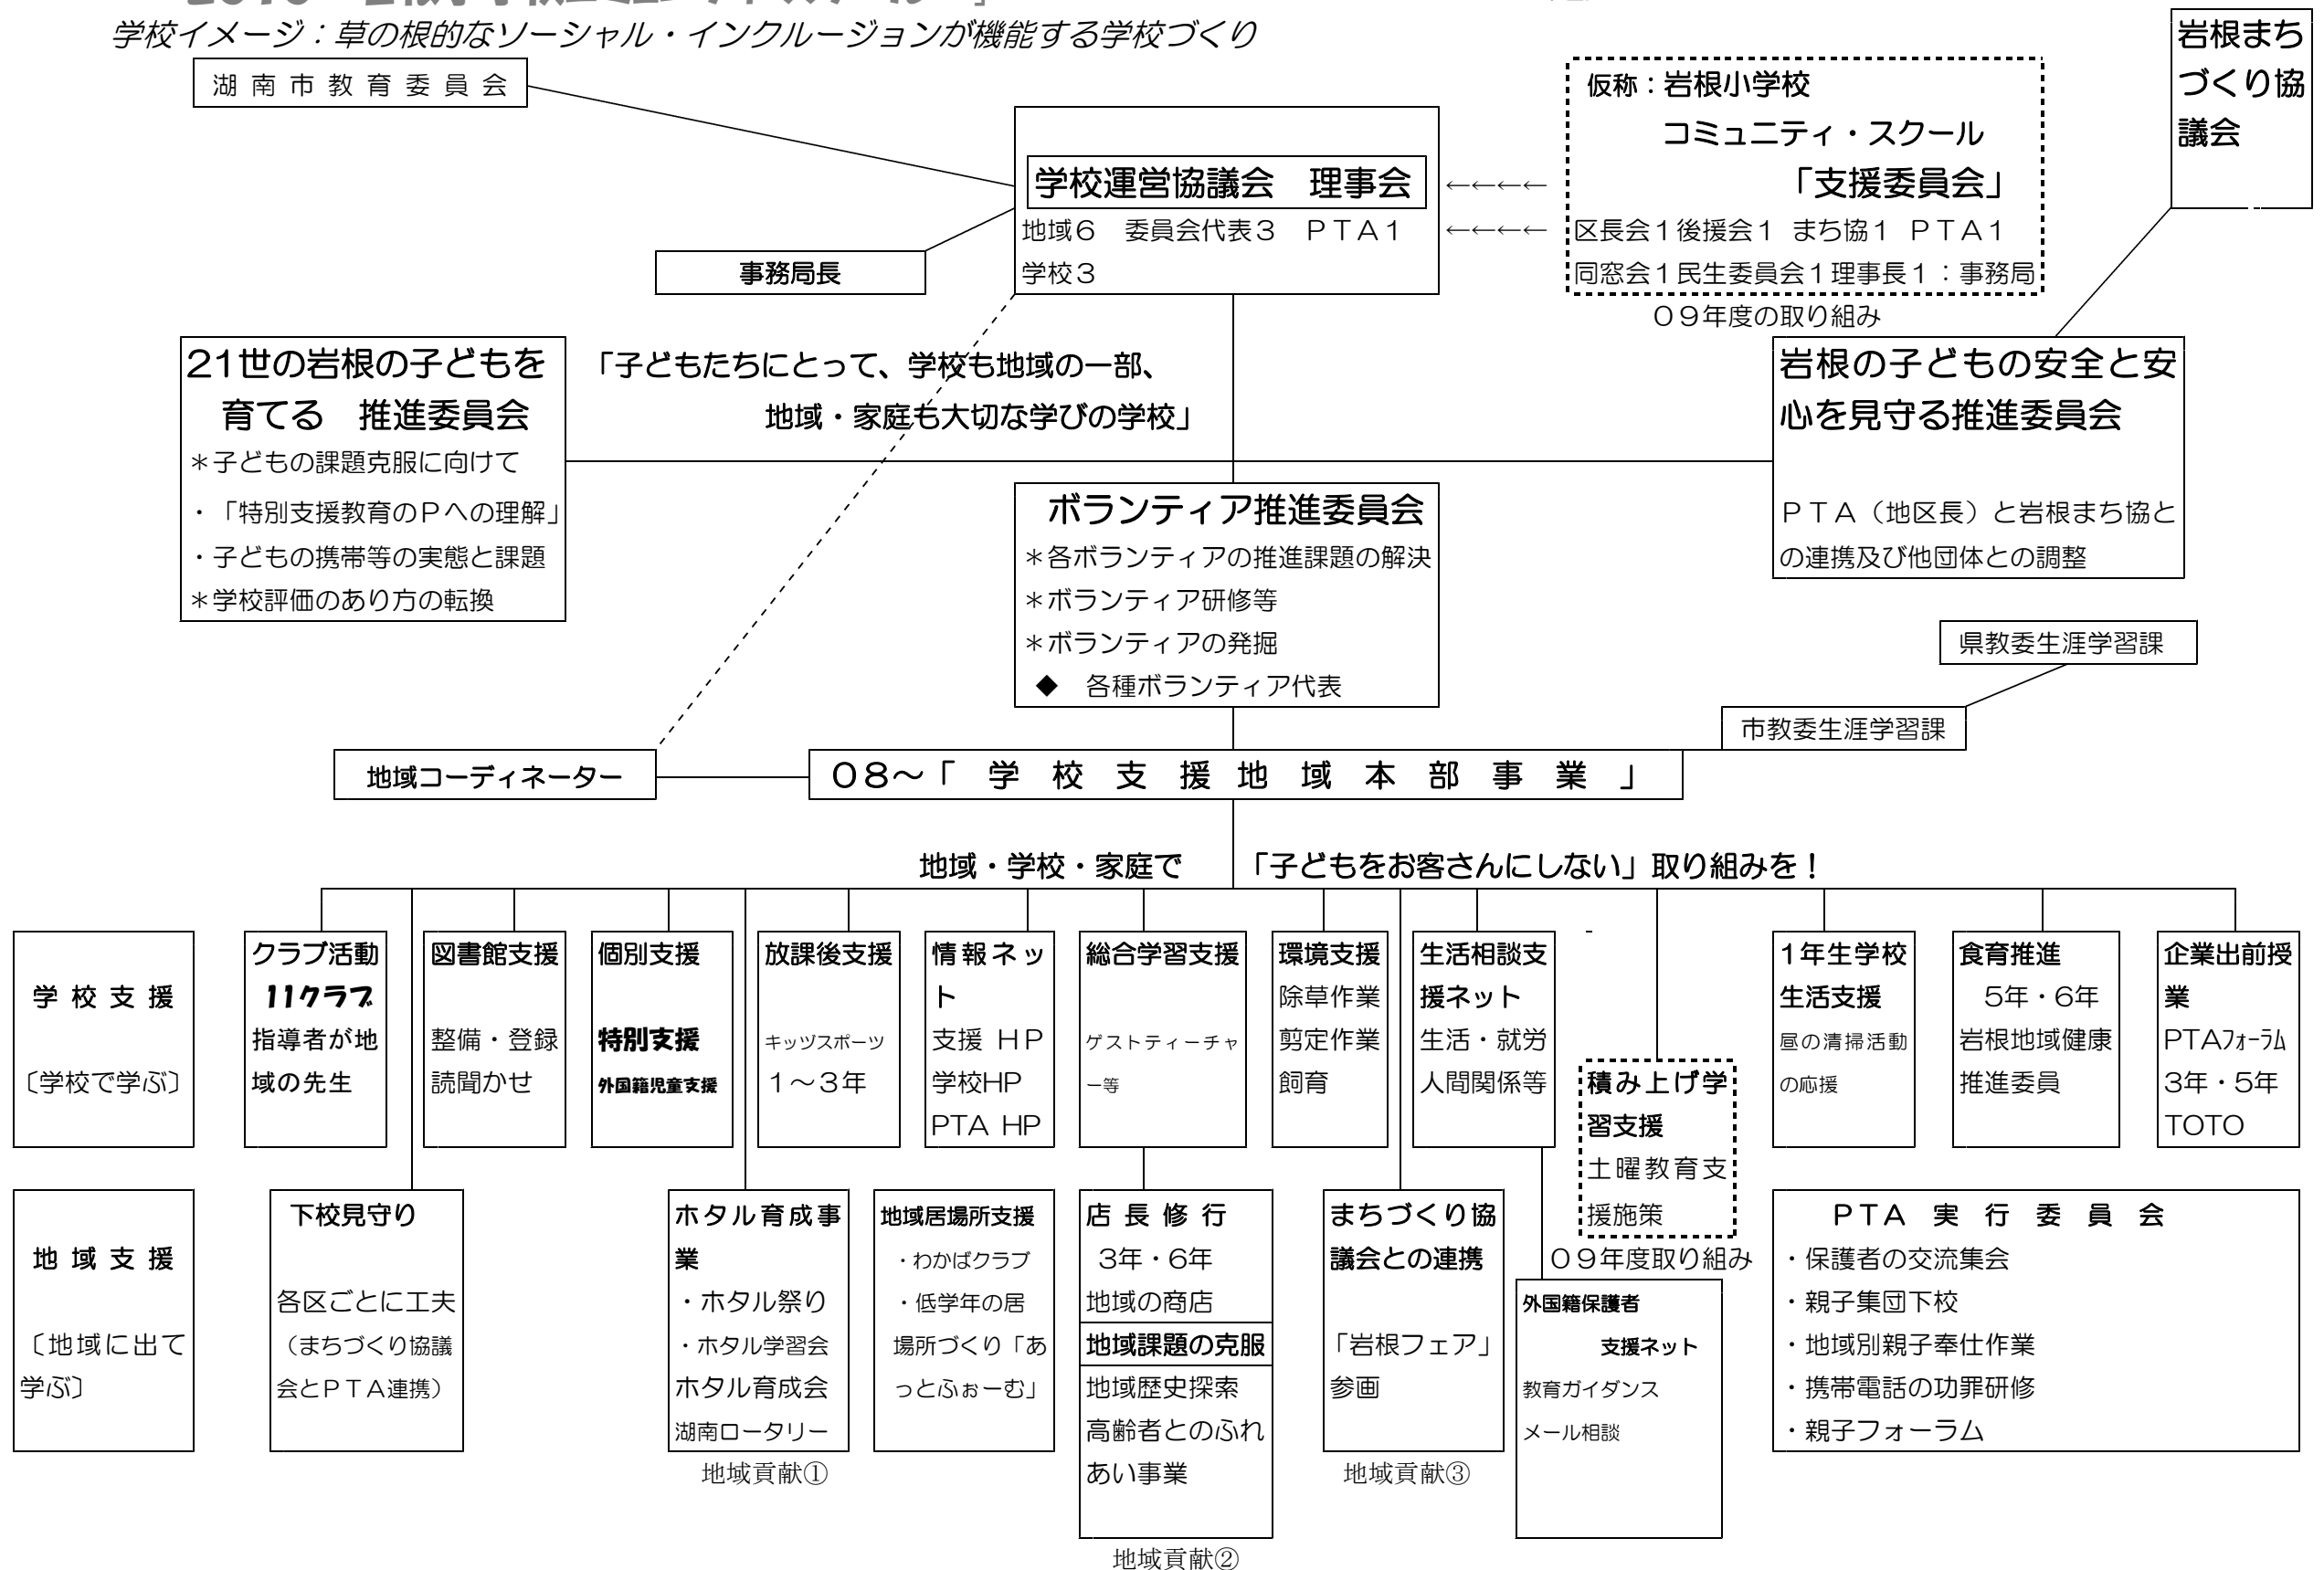 学校イメージ：草の根的なソーシャル・インクルージョンが機能する学校づくり
湖南市教育委員会
岩根まち
づくり協
議会
仮称：岩根小学校
コミュニティ・スクール
「支援委員会」
学校運営協議会　理事会
←←←←
地域６　委員会代表３　ＰＴＡ１
学校３
←←←←
区長会１後援会１ まち協１ ＰＴＡ１
同窓会１民生委員会１理事長１：事務局
０９年度の取り組み
事務局長
21世の岩根の子どもを
育てる　推進委員会
＊子どもの課題克服に向けて
・「特別支援教育のＰへの理解」
・子どもの携帯等の実態と課題
＊学校評価のあり方の転換
「子どもたちにとって、学校も地域の一部、
地域・家庭も大切な学びの学校」
岩根の子どもの安全と安
心を見守る推進委員会
ＰＴＡ（地区長）と岩根まち協と
の連携及び他団体との調整
ボランティア推進委員会
＊各ボランティアの推進課題の解決
＊ボランティア研修等
＊ボランティアの発掘
◆　各種ボランティア代表
県教委生涯学習課
市教委生涯学習課
地域コーディネーター
０８～「学校支援地域本部事業」
地域・学校・家庭で　「子どもをお客さんにしない」取り組みを！
学校支援
〔学校で学ぶ〕
クラブ活動
11クラブ
指導者が地
域の先生
図書館支援
整備・登録
読聞かせ
個別支援
特別支援
外国籍児童支援
放課後支援
キッヅスポーツ
１～３年
情報ネッ
ト
支援 ＨＰ
学校HP
PTA HP
総合学習支援
ゲストティーチャ
ー等
環境支援
除草作業
剪定作業
飼育
生活相談支
援ネット
生活・就労
人間関係等
積み上げ学
習支援
土曜教育支
援施策
０９年度取り組み
１年生学校
生活支援
昼の清掃活動
の応援
食育推進
5年・6年
岩根地域健康
推進委員
企業出前授
業
PTAﾌｫｰﾗﾑ
3年・5年
TOTO
地域支援
〔地域に出て
学ぶ〕
下校見守り
各区ごとに工夫
（まちづくり協議
会とＰＴＡ連携）
ホタル育成事
業
・ホタル祭り
・ホタル学習会
ホタル育成会
湖南ロータリー
地域貢献①
地域居場所支援
・わかばクラブ
・低学年の居
場所づくり「あ
っとふぉーむ」
店長修行
3年・6年
地域の商店
地域課題の克服
地域歴史探索
高齢者とのふれ
あい事業
地域貢献②
まちづくり協
議会との連携
「岩根フェア」
参画
地域貢献③
外国籍保護者
支援ネット
教育ガイダンス
メール相談
ＰＴＡ実行委員会
・保護者の交流集会
・親子集団下校
・地域別親子奉仕作業
・携帯電話の功罪研修
・親子フォーラム